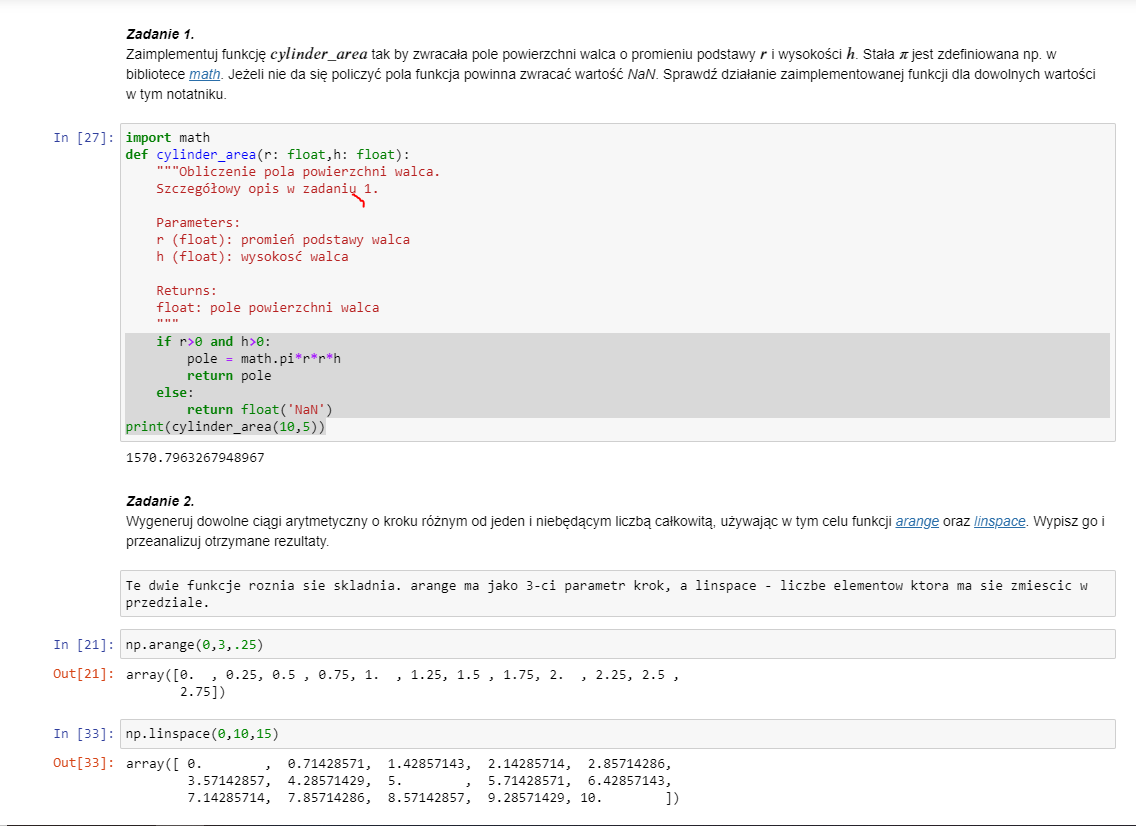 Zadanie 1.
Zaimplementuj funkcję cylinder_area tak by zwracała pole powierzchni walca o promieniu podstawy r i wysokości h. Stała π jest zdefiniowana np. w
bibliotece math. Jeżeli nie da się policzyć pola funkcja powinna zwracać wartość NaN. Sprawdź działanie zaimplementowanej funkcji dla dowolnych wartości
w tym notatniku.
In [27]: import math
def cylinder_area(r: float,h: float):
    """Obliczenie pola powierzchni walca.
    Szczegółowy opis w zadaniu 1.
    Parameters:
    r (float): promień podstawy walca
    h (float): wysokosć walca
    Returns:
    float: pole powierzchni walca
    """
    if r>0 and h>0:
        pole = math.pi*r*r*h
        return pole
    else:
        return float('NaN')
print(cylinder_area(10,5))
1570.7963267948967
Zadanie 2.
Wygeneruj dowolne ciągi arytmetyczny o kroku różnym od jeden i niebędącym liczbą całkowitą, używając w tym celu funkcji arange oraz linspace. Wypisz go i
przeanalizuj otrzymane rezultaty.
Te dwie funkcje roznia sie skladnia. arange ma jako 3-ci parametr krok, a linspace - liczbe elementow ktora ma sie zmiescic w
przedziale.
In [21]: np.arange(0,3,.25)
Out[21]: array([0.  , 0.25, 0.5 , 0.75, 1.  , 1.25, 1.5 , 1.75, 2.  , 2.25, 2.5 ,
       2.75])
In [33]: np.linspace(0,10,15)
Out[33]: array([ 0.        ,  0.71428571,  1.42857143,  2.14285714,  2.85714286,
        3.57142857,  4.28571429,  5.        ,  5.71428571,  6.42857143,
        7.14285714,  7.85714286,  8.57142857,  9.28571429, 10.        ])